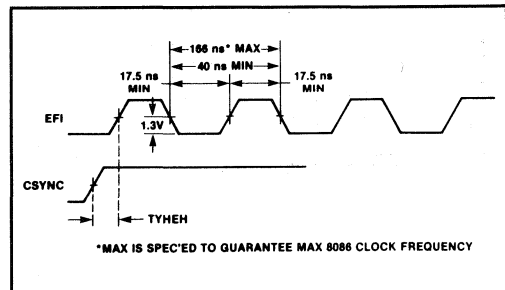 166 ns* MAX
40 ns MIN
17.5 ns
MIN
17.5 ns
MIN
EFI
1.3V
CSYNC
TYHEH
*MAX IS SPEC'ED TO GUARANTEE MAX 8086 CLOCK FREQUENCY